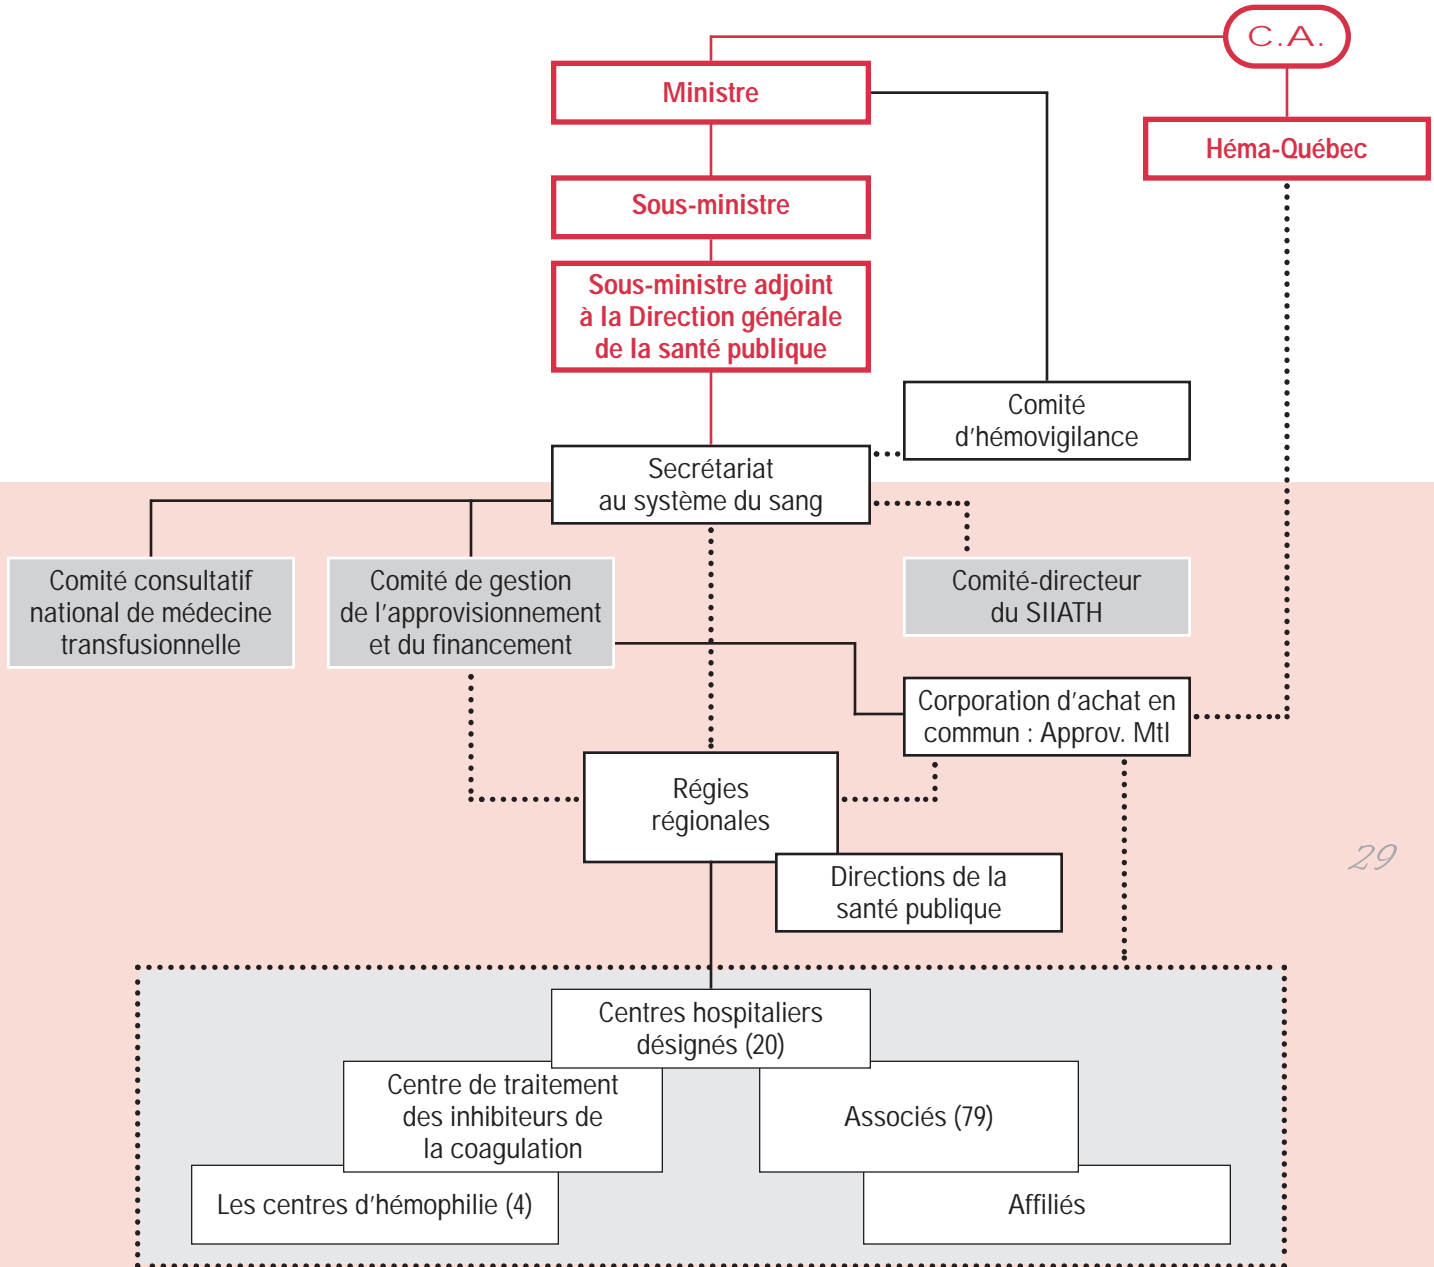 C.A.
Ministre
Héma-Québec
Sous-ministre
Sous-ministre adjoint
à la Direction générale
de la santé publique
Comité
d'hémovigilance
Secrétariat
au système du sang
Comité consultatif
national de médecine
transfusionnelle
Comité de gestion
de l'approvisionnement
et du financement
Comité-directeur
du SIIATH
Corporation d'achat en
commun : Approv. Mtl
Régies
régionales
Directions de la
santé publique
29
Centres hospitaliers
désignés (20)
Centre de traitement
des inhibiteurs de
la coagulation
Associés (79)
Les centres d'hémophilie (4)
Affiliés